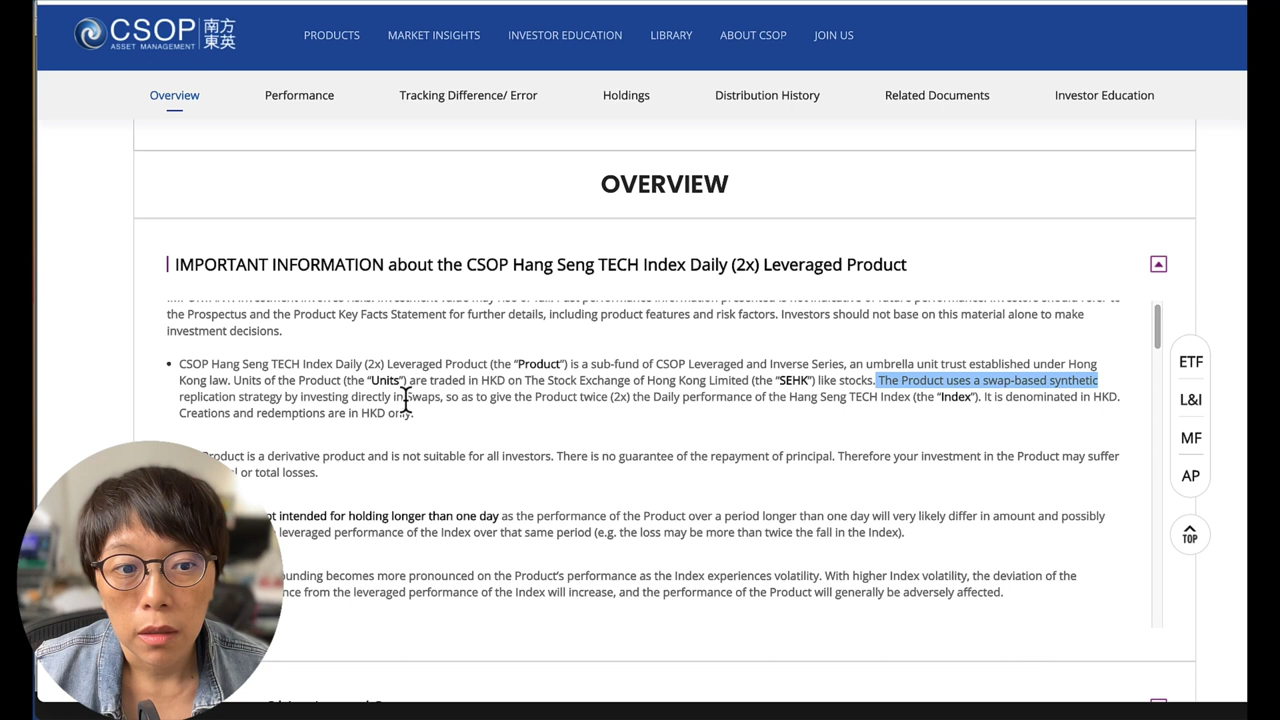 CSOP 南方
ASSET MANAGEMENT 東英
PRODUCTS MARKET INSIGHTS INVESTOR EDUCATION LIBRARY ABOUT CSOP JOIN US
Overview Performance Tracking Difference/ Error Holdings Distribution History Related Documents Investor Education
OVERVIEW
IMPORTANT INFORMATION about the CSOP Hang Seng TECH Index Daily (2x) Leveraged Product
the Prospectus and the Product Key Facts Statement for further details, including product features and risk factors. Investors should not base on this material alone to make
investment decisions.
• CSOP Hang Seng TECH Index Daily (2x) Leveraged Product (the “Product”) is a sub-fund of CSOP Leveraged and Inverse Series, an umbrella unit trust established under Hong
Kong law. Units of the Product (the “Units”) are traded in HKD on The Stock Exchange of Hong Kong Limited (the “SEHK”) like stocks. The Product uses a swap-based synthetic
replication strategy by investing directly in swaps, so as to give the Product twice (2x) the Daily performance of the Hang Seng TECH Index (the “Index”). It is denominated in HKD.
Creations and redemptions are in HKD only.
Product is a derivative product and is not suitable for all investors. There is no guarantee of the repayment of principal. Therefore your investment in the Product may suffer
or total losses.
intended for holding longer than one day as the performance of the Product over a period longer than one day will very likely differ in amount and possibly
leveraged performance of the Index over that same period (e.g. the loss may be more than twice the fall in the Index).
becomes more pronounced on the Product’s performance as the Index experiences volatility. With higher Index volatility, the deviation of the
from the leveraged performance of the Index will increase, and the performance of the Product will generally be adversely affected.
ETF
L&I
MF
AP
TOP